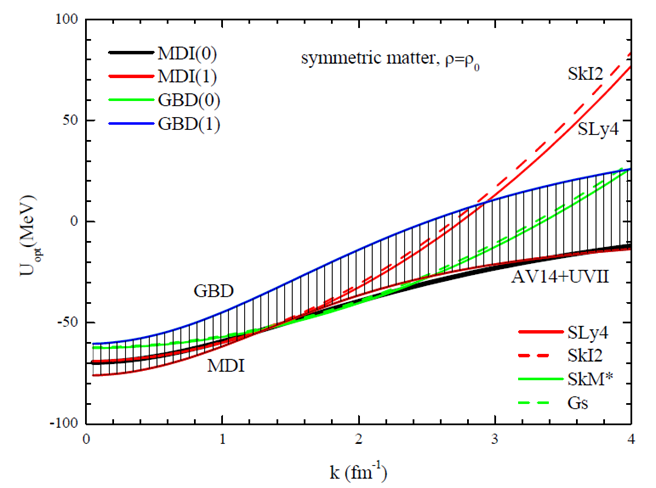 100
50
0
-50
-100
U_opt(MeV)
MDI(0)
MDI(1)
GBD(0)
GBD(1)
symmetric matter, ρ=ρ_0
SkI2
SLy4
GBD
MDI
AV14+UVII
SLy4
SkI2
SkM*
Gs
0 1 2 3 4
k (fm^-1)